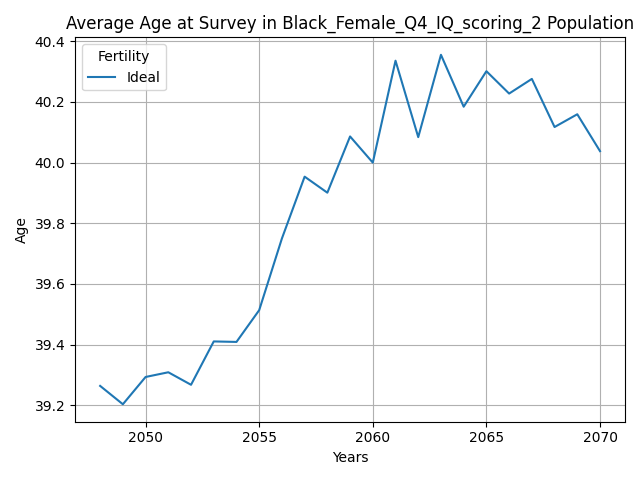 Average Age at Survey in Black_Female_Q4_IQ_scoring_2 Population
Fertility
Ideal
Age
40.4
40.2
40.0
39.8
39.6
39.4
39.2
2050 2055 2060 2065 2070
Years